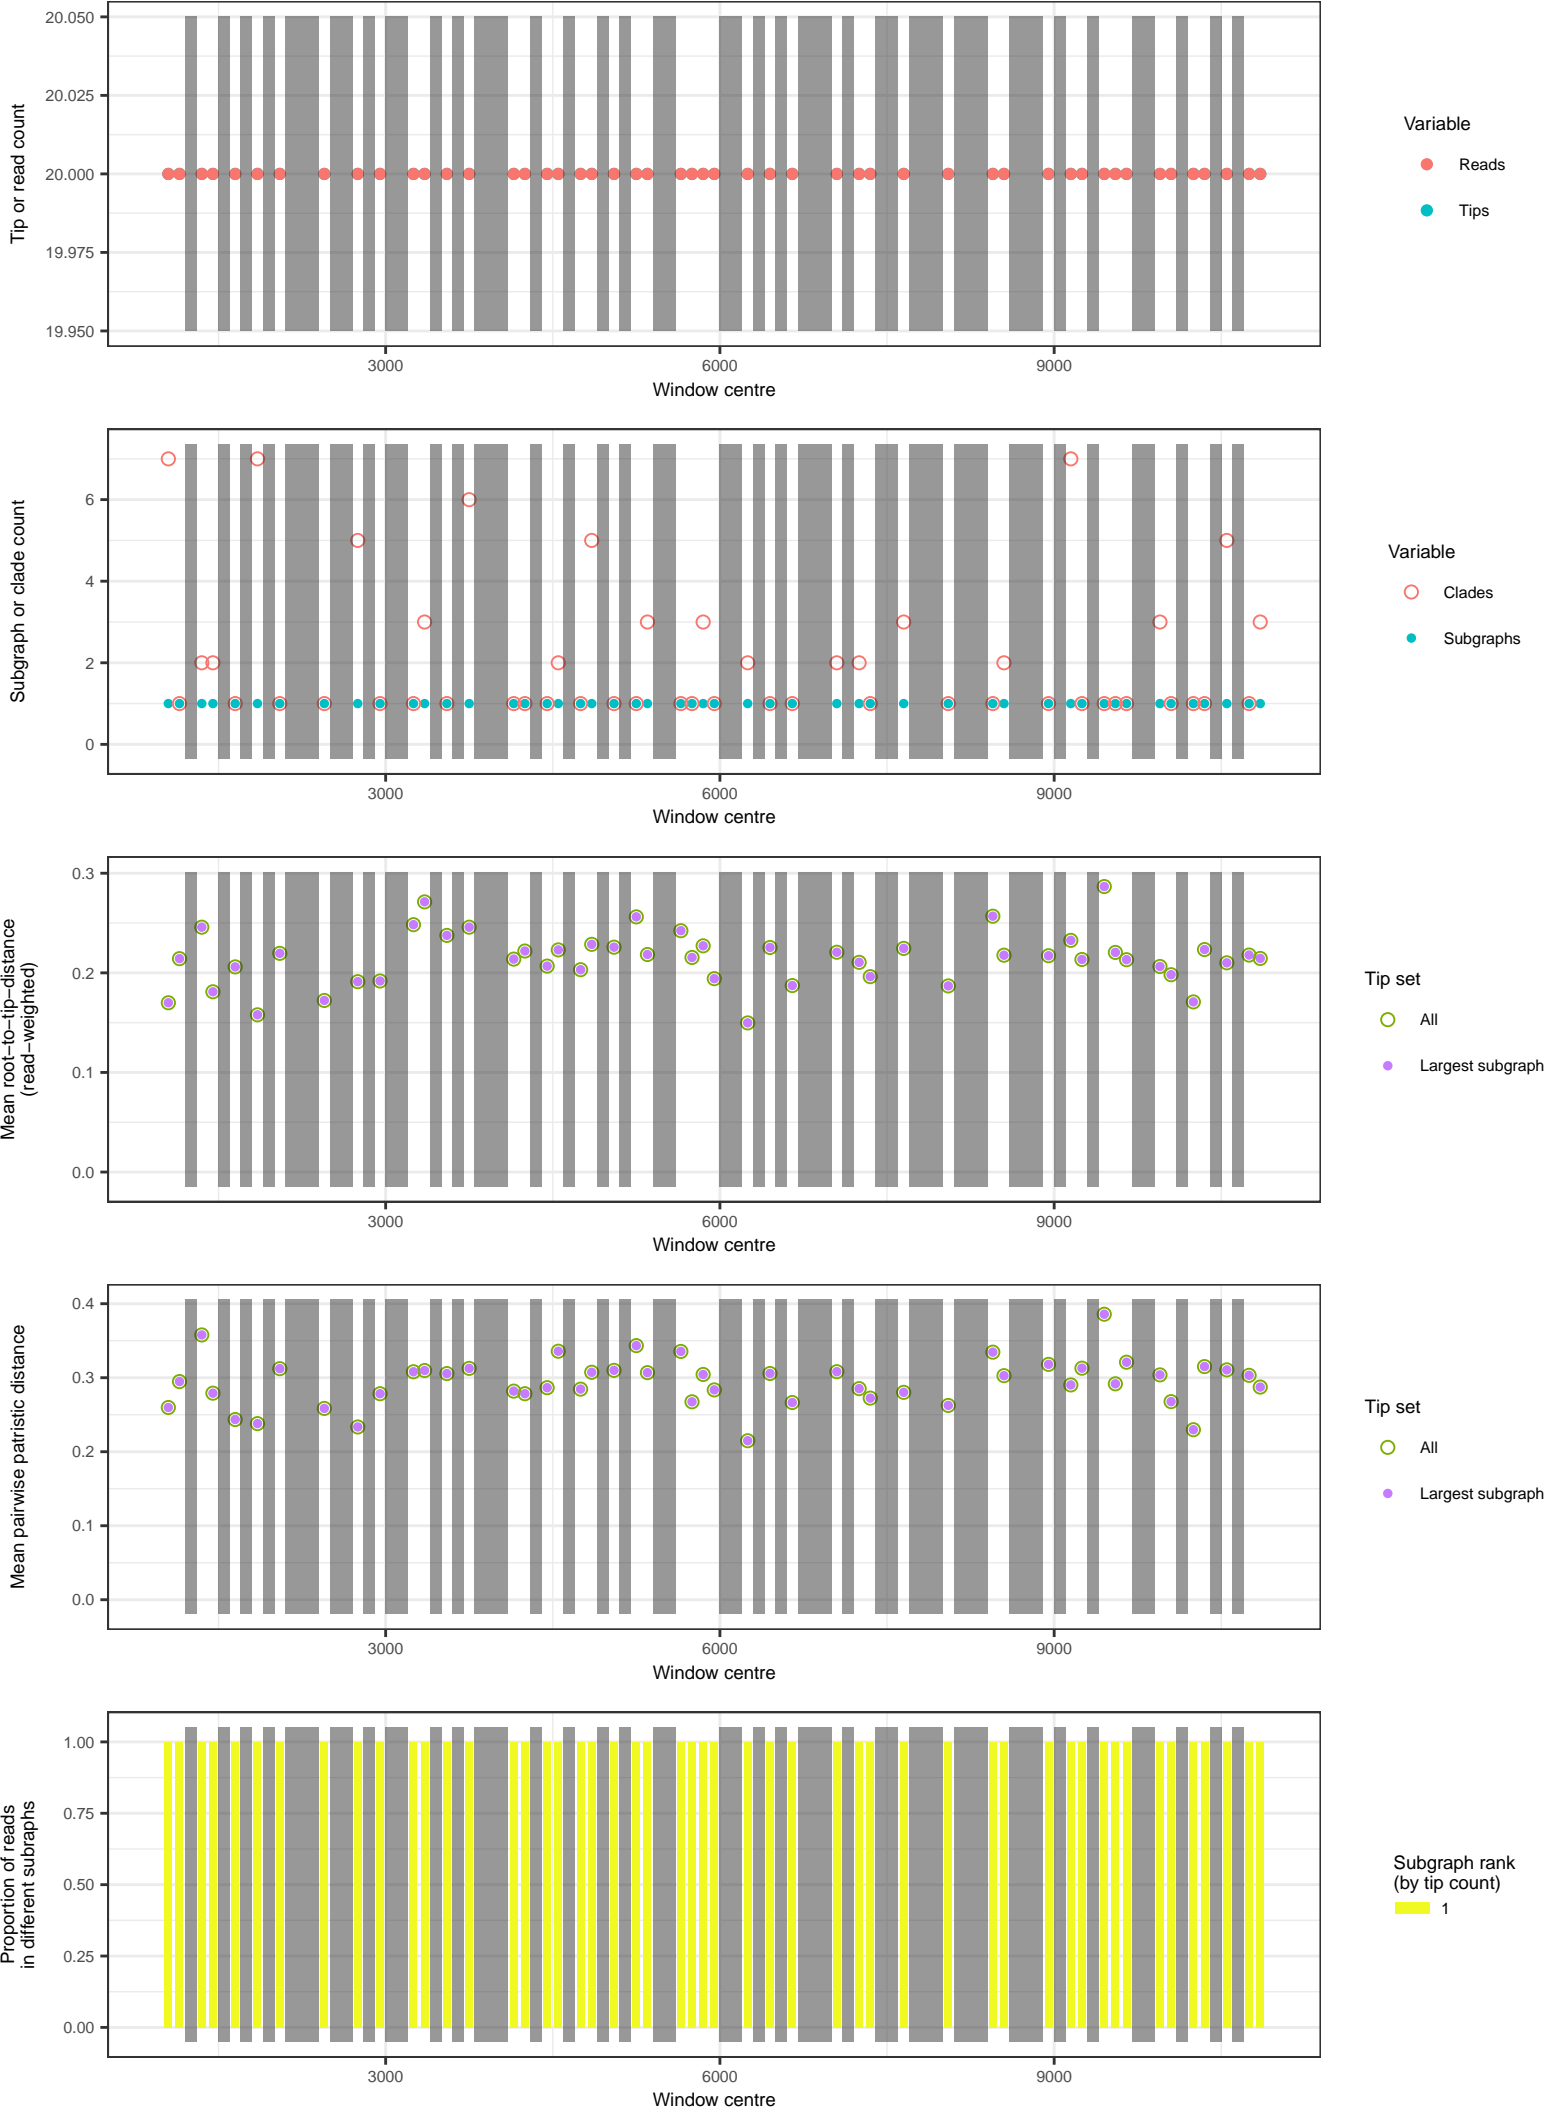 20.050
20.025
20.000
19.975
19.950
Tip or read count
3000 6000 9000
Window centre
Variable
Reads
Tips
6
4
2
0
Subgraph or clade count
3000 6000 9000
Window centre
Variable
Clades
Subgraphs
0.3
0.2
0.1
0.0
Mean root−to−tip−distance
(read−weighted)
3000 6000 9000
Window centre
Tip set
All
Largest subgraph
0.4
0.3
0.2
0.1
0.0
Mean pairwise patristic distance
3000 6000 9000
Window centre
Tip set
All
Largest subgraph
1.00
0.75
0.50
0.25
0.00
Proportion of reads
in different subraphs
3000 6000 9000
Window centre
Subgraph rank
(by tip count)
1